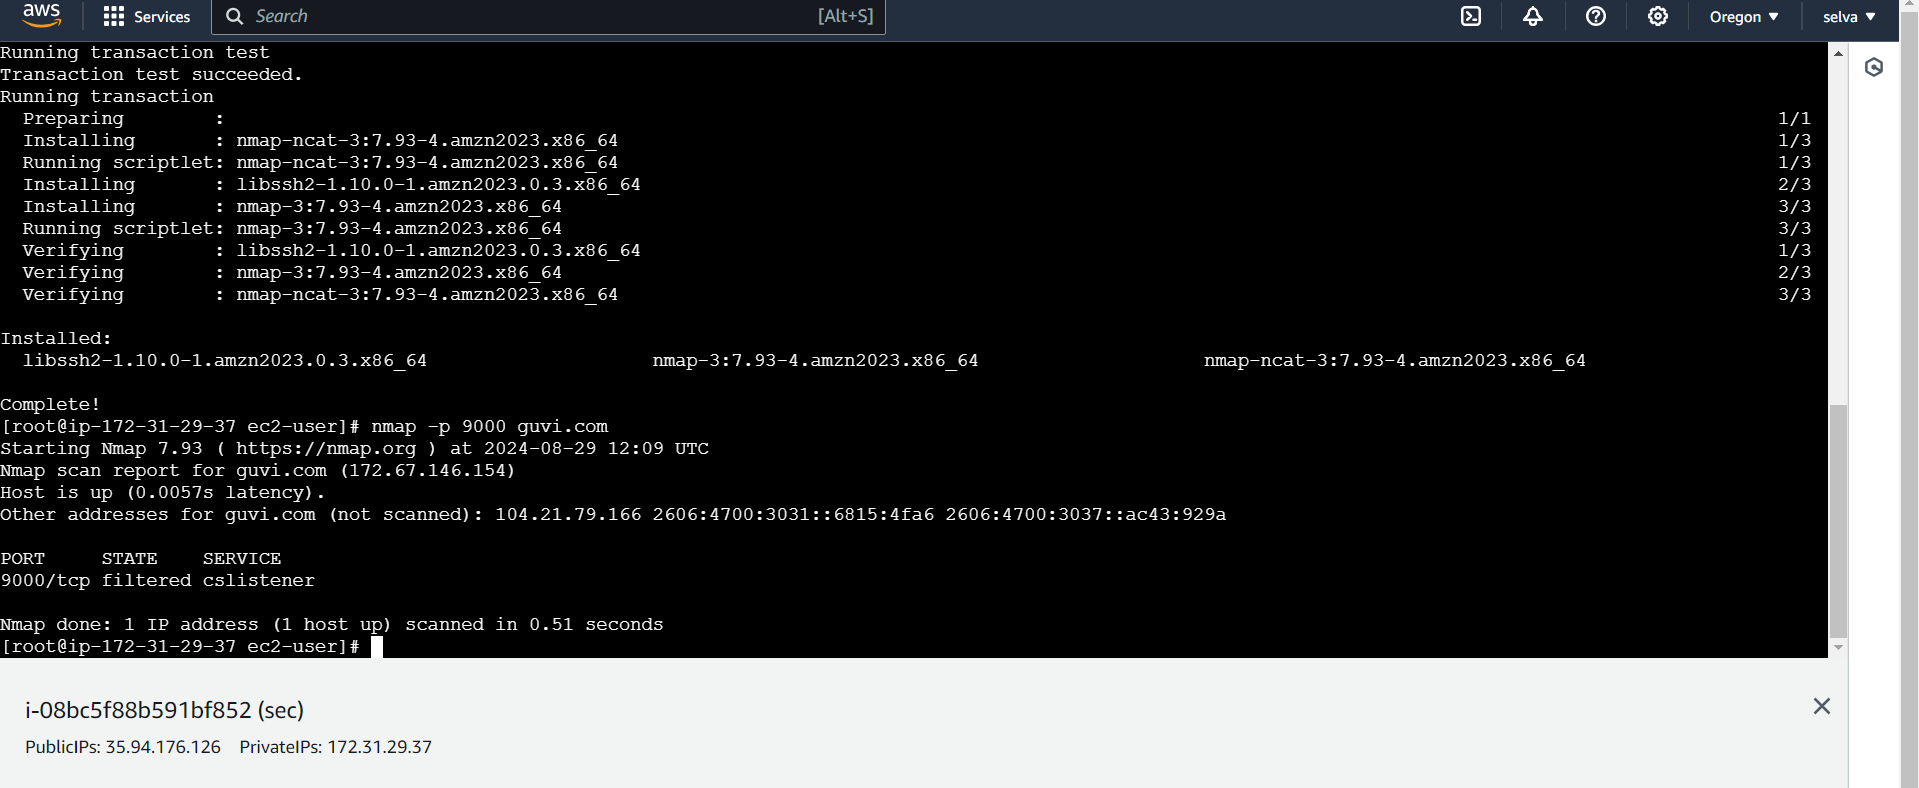 aws Services Search [Alt+S] Oregon ▼ selva ▼
Running transaction test
Transaction test succeeded.
Running transaction
  Preparing        :                                                                 1/1
  Installing       : nmap-ncat-3:7.93-4.amzn2023.x86_64                              1/3
  Running scriptlet: nmap-ncat-3:7.93-4.amzn2023.x86_64                              1/3
  Installing       : libssh2-1.10.0-1.amzn2023.0.3.x86_64                            2/3
  Installing       : nmap-3:7.93-4.amzn2023.x86_64                                   3/3
  Running scriptlet: nmap-3:7.93-4.amzn2023.x86_64                                   3/3
  Verifying        : libssh2-1.10.0-1.amzn2023.0.3.x86_64                            1/3
  Verifying        : nmap-3:7.93-4.amzn2023.x86_64                                   2/3
  Verifying        : nmap-ncat-3:7.93-4.amzn2023.x86_64                              3/3
Installed:
  libssh2-1.10.0-1.amzn2023.0.3.x86_64     nmap-3:7.93-4.amzn2023.x86_64     nmap-ncat-3:7.93-4.amzn2023.x86_64
Complete!
[root@ip-172-31-29-37 ec2-user]# nmap -p 9000 guvi.com
Starting Nmap 7.93 ( https://nmap.org ) at 2024-08-29 12:09 UTC
Nmap scan report for guvi.com (172.67.146.154)
Host is up (0.0057s latency).
Other addresses for guvi.com (not scanned): 104.21.79.166 2606:4700:3031::6815:4fa6 2606:4700:3037::ac43:929a
PORT     STATE    SERVICE
9000/tcp filtered cslistener
Nmap done: 1 IP address (1 host up) scanned in 0.51 seconds
[root@ip-172-31-29-37 ec2-user]#
i-08bc5f88b591bf852 (sec)
PublicIPs: 35.94.176.126 PrivateIPs: 172.31.29.37